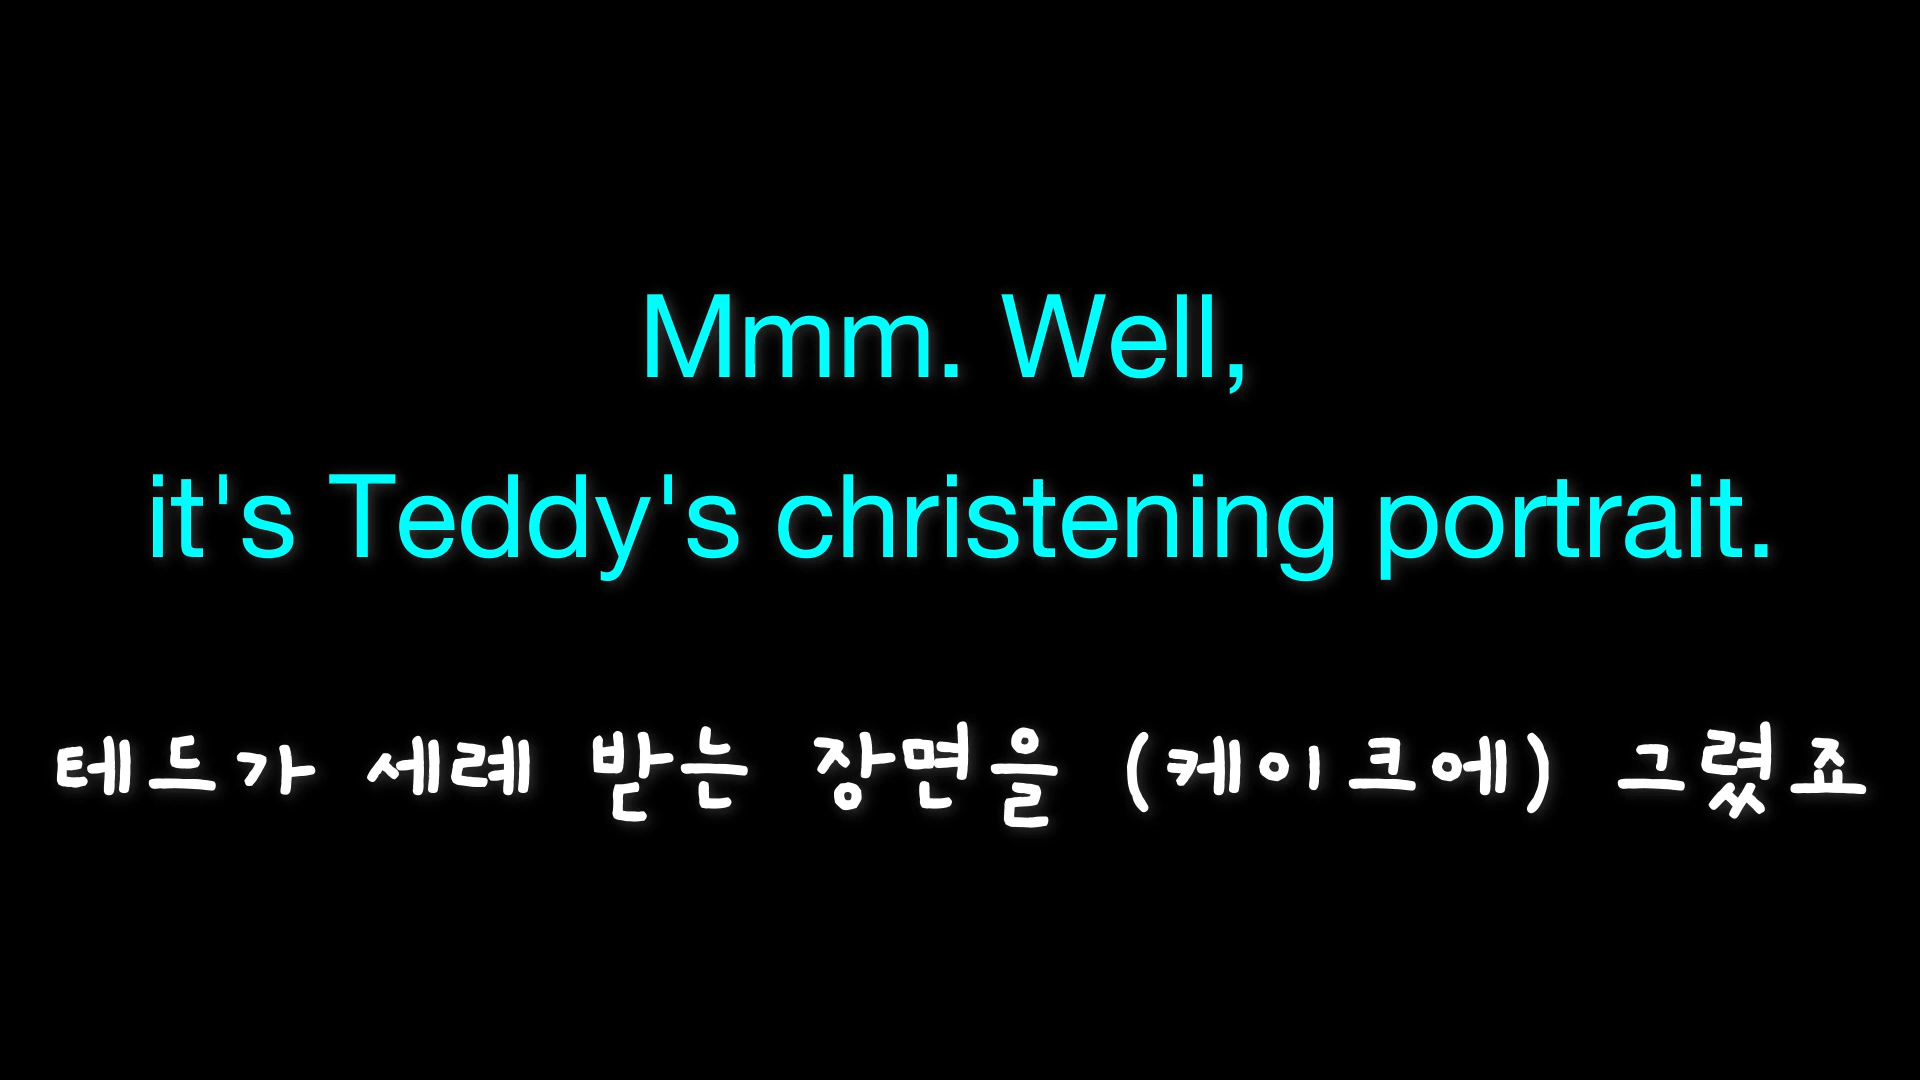 Mmm. Well,
it's Teddy's christening portrait.
테드가 세례 받는 장면을 (케이크에) 그렸죠